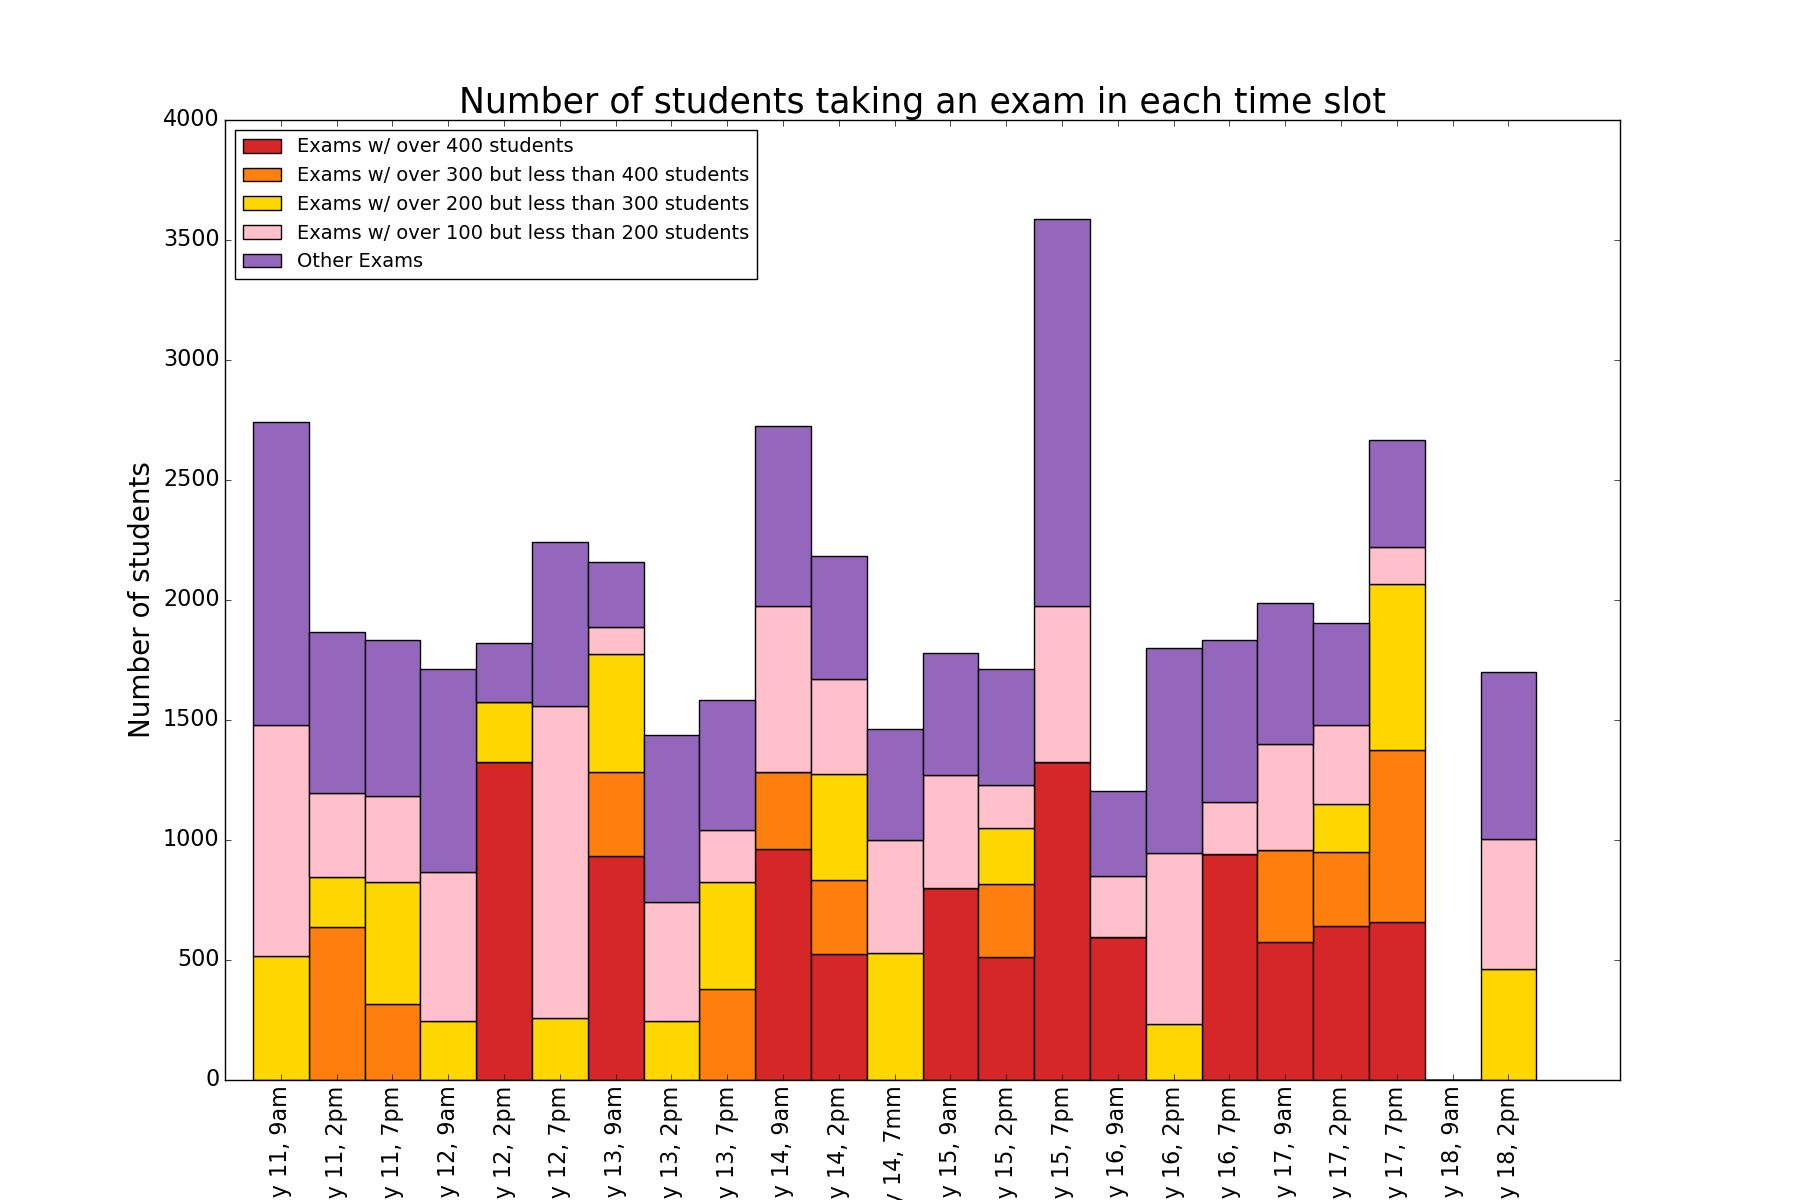 Number of students taking an exam in each time slot
Exams w/ over 400 students
Exams w/ over 300 but less than 400 students
Exams w/ over 200 but less than 300 students
Exams w/ over 100 but less than 200 students
Other Exams
Number of students
4000
3500
3000
2500
2000
1500
1000
500
0
y 11, 9am
y 11, 2pm
y 11, 7pm
y 12, 9am
y 12, 2pm
y 12, 7pm
y 13, 9am
y 13, 2pm
y 13, 7pm
y 14, 9am
y 14, 2pm
y 14, 7mm
y 15, 9am
y 15, 2pm
y 15, 7pm
y 16, 9am
y 16, 2pm
y 16, 7pm
y 17, 9am
y 17, 2pm
y 17, 7pm
y 18, 9am
y 18, 2pm